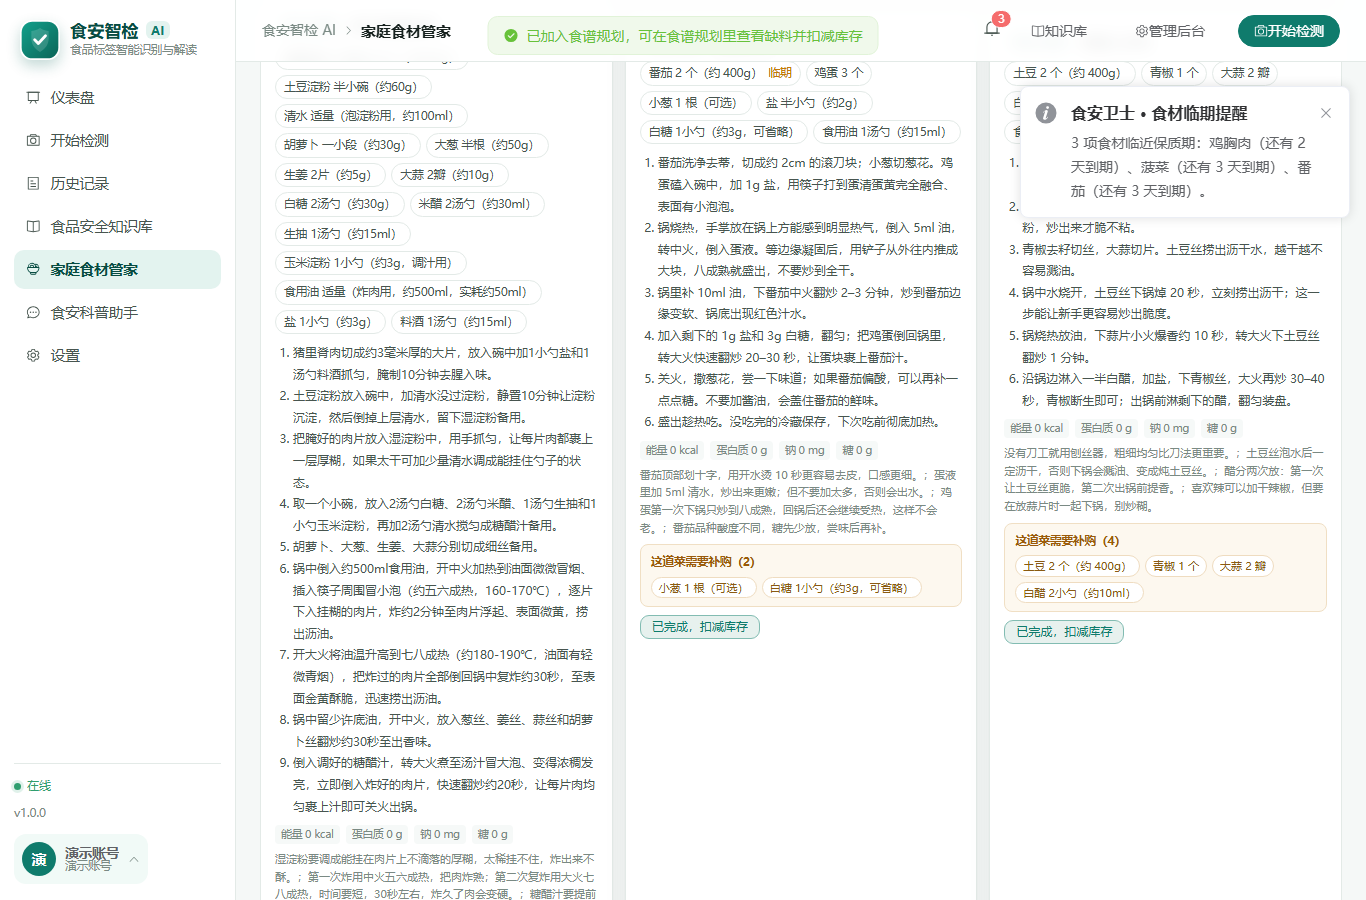 食安智检 AI
食品标签智能识别与解读
仪表盘
开始检测
历史记录
食品安全知识库
家庭食材管家
食安科普助手
设置
在线
v1.0.0
演
演示账号
演示账号
食安智检 AI > 家庭食材管家
已加入食谱规划，可在食谱规划里查看缺料并扣减库存
3
知识库
管理后台
开始检测
食安卫士 • 食材临期提醒
3 项食材临近保质期：鸡胸肉（还有 2
天到期）、菠菜（还有 3 天到期）、番
茄（还有 3 天到期）。
土豆淀粉 半小碗（约60g）
清水 适量（泡淀粉用，约100ml）
胡萝卜 一小段（约30g） 大葱 半根（约50g）
生姜 2片（约5g） 大蒜 2瓣（约10g）
白糖 2汤勺（约30g） 米醋 2汤勺（约30ml）
生抽 1汤勺（约15ml）
玉米淀粉 1小勺（约3g，调汁用）
食用油 适量（炸肉用，约500ml，实耗约50ml）
盐 1小勺（约3g） 料酒 1汤勺（约15ml）
1. 猪里脊肉切成约3毫米厚的大片，放入碗中加1小勺盐和1
汤勺料酒抓匀，腌制10分钟去腥入味。
2. 土豆淀粉放入碗中，加清水没过淀粉，静置10分钟让淀粉
沉淀，然后倒掉上层清水，留下湿淀粉备用。
3. 把腌好的肉片放入湿淀粉中，用手抓匀，让每片肉都裹上
一层厚糊，如果太干可加少量清水调成能挂住勺子的状
态。
4. 取一个小碗，放入2汤勺白糖、2汤勺米醋、1汤勺生抽和1
小勺玉米淀粉，再加2汤勺清水搅匀成糖醋汁备用。
5. 胡萝卜、大葱、生姜、大蒜分别切成细丝备用。
6. 锅中倒入约500ml食用油，开中火加热到油面微微冒烟、
插入筷子周围冒小泡（约五六成热，160-170℃），逐片
下入挂糊的肉片，炸约2分钟至肉片浮起、表面微黄，捞
出沥油。
7. 开大火将油温升高到七八成热（约180-190℃，油面有轻
微青烟），把炸过的肉片全部倒回锅中复炸约30秒，至表
面金黄酥脆，迅速捞出沥油。
8. 锅中留少许底油，开中火，放入葱丝、姜丝、蒜丝和胡萝
卜丝翻炒约30秒至出香味。
9. 倒入调好的糖醋汁，转大火煮至汤汁冒大泡、变得浓稠发
亮，立即倒入炸好的肉片，快速翻炒约20秒，让每片肉均
匀裹上汁即可关火出锅。
能量 0 kcal 蛋白质 0 g 钠 0 mg 糖 0 g
湿淀粉要调成能挂在肉片上不滴落的厚糊，太稀挂不住，炸出来不
酥。；第一次炸用中火五六成热，把肉炸熟；第二次复炸用大火七
八成热，时间要短，30秒左右，炸久了肉会变硬。；糖醋汁要提前
番茄 2 个（约 400g） 临期 鸡蛋 3 个
小葱 1 根（可选） 盐 半小勺（约2g）
白糖 1小勺（约3g，可省略） 食用油 1汤勺（约15ml）
1. 番茄洗净去蒂，切成约 2cm 的滚刀块；小葱切葱花。鸡
蛋磕入碗中，加 1g 盐，用筷子打到蛋清蛋黄完全融合、
表面有小泡泡。
2. 锅烧热，手掌放在锅上方能感到明显热气，倒入 5ml 油，
转中火，倒入蛋液。等边缘凝固后，用铲子从外往内推成
大块，八成熟就盛出，不要炒到全干。
3. 锅里补 10ml 油，下番茄中火翻炒 2–3 分钟，炒到番茄边
缘变软、锅底出现红色汁水。
4. 加入剩下的 1g 盐和 3g 白糖，翻匀；把鸡蛋倒回锅里，
转大火快速翻炒 20–30 秒，让蛋块裹上番茄汁。
5. 关火，撒葱花，尝一下味道；如果番茄偏酸，可以再补一
点点糖。不要加酱油，会盖住番茄的鲜味。
6. 盛出趁热吃。没吃完的冷藏保存，下次吃前彻底加热。
能量 0 kcal 蛋白质 0 g 钠 0 mg 糖 0 g
番茄顶部划十字，用开水烫 10 秒更容易去皮，口感更细。；蛋液
里加 5ml 清水，炒出来更嫩；但不要加太多，否则会出水。；鸡
蛋第一次下锅只炒到八成熟，回锅后还会继续受热，这样不会
老。；番茄品种酸度不同，糖先少放，尝味后再补。
这道菜需要补购（2）
小葱 1 根（可选） 白糖 1小勺（约3g，可省略）
已完成，扣减库存
土豆 2 个（约 400g） 青椒 1 个 大蒜 2 瓣
1.
2.
粉，炒出来才脆不粘。
3. 青椒去籽切丝，大蒜切片。土豆丝捞出沥干水，越干越不
容易溅油。
4. 锅中水烧开，土豆丝下锅焯 20 秒，立刻捞出沥干；这一
步能让新手更容易炒出脆度。
5. 锅烧热放油，下蒜片小火爆香约 10 秒，转大火下土豆丝
翻炒 1 分钟。
6. 沿锅边淋入一半白醋，加盐，下青椒丝，大火再炒 30–40
秒，青椒断生即可；出锅前淋剩下的醋，翻匀装盘。
能量 0 kcal 蛋白质 0 g 钠 0 mg 糖 0 g
没有刀工就用刨丝器，粗细均匀比刀法更重要。；土豆丝泡水后一
定沥干，否则下锅会溅油、变成炖土豆丝。；醋分两次放：第一次
让土豆丝更脆，第二次出锅前提香。；喜欢辣可以加干辣椒，但要
在放蒜片时一起下锅，别炒糊。
这道菜需要补购（4）
土豆 2 个（约 400g） 青椒 1 个 大蒜 2 瓣
白醋 2小勺（约10ml）
已完成，扣减库存